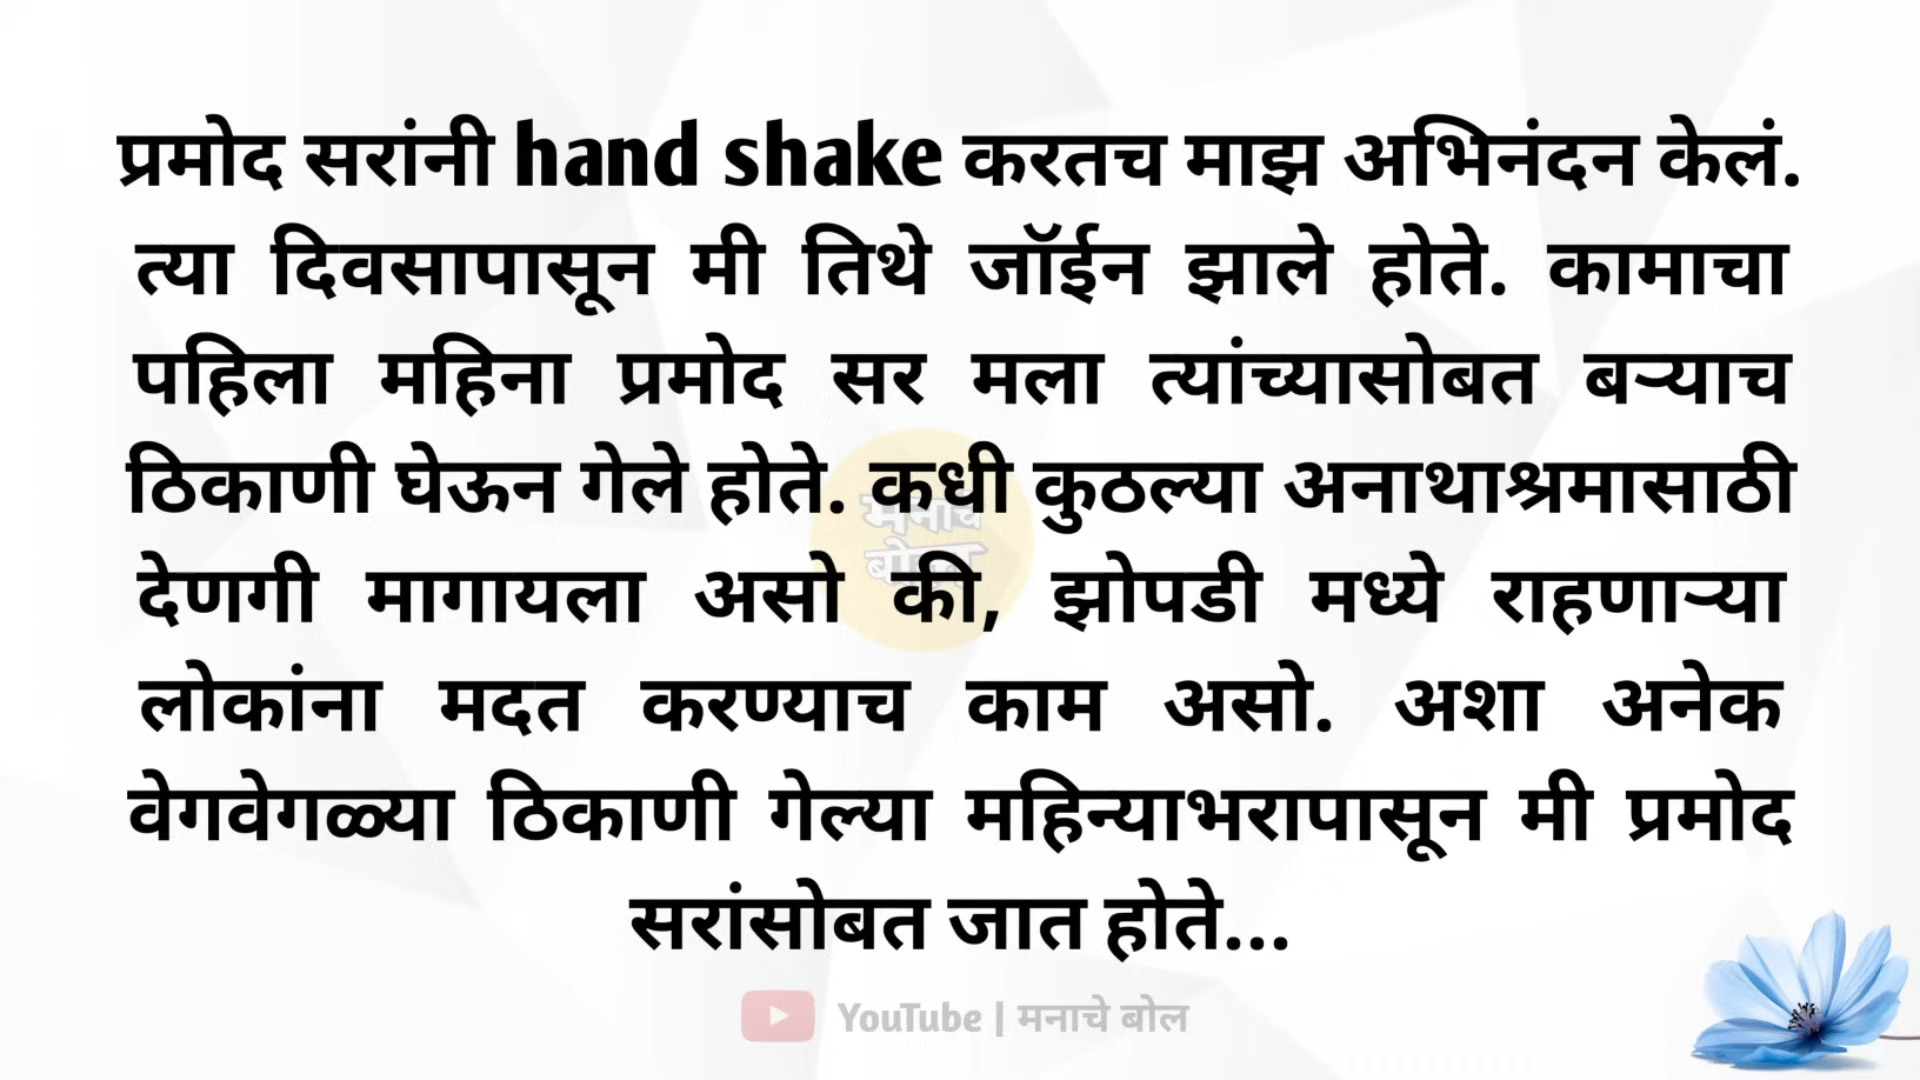 प्रमोद सरांनी hand shake करतच माझ अभिनंदन केलं.
त्या दिवसापासून मी तिथे जॉईन झाले होते. कामाचा
पहिला महिना प्रमोद सर मला त्यांच्यासोबत बऱ्याच
ठिकाणी घेऊन गेले होते. कधी कुठल्या अनाथाश्रमासाठी
देणगी मागायला असो की, झोपडी मध्ये राहणाऱ्या
लोकांना मदत करण्याच काम असो. अशा अनेक
वेगवेगळ्या ठिकाणी गेल्या महिन्याभरापासून मी प्रमोद
सरांसोबत जात होते...
मनाचे
बोल
YouTube | मनाचे बोल